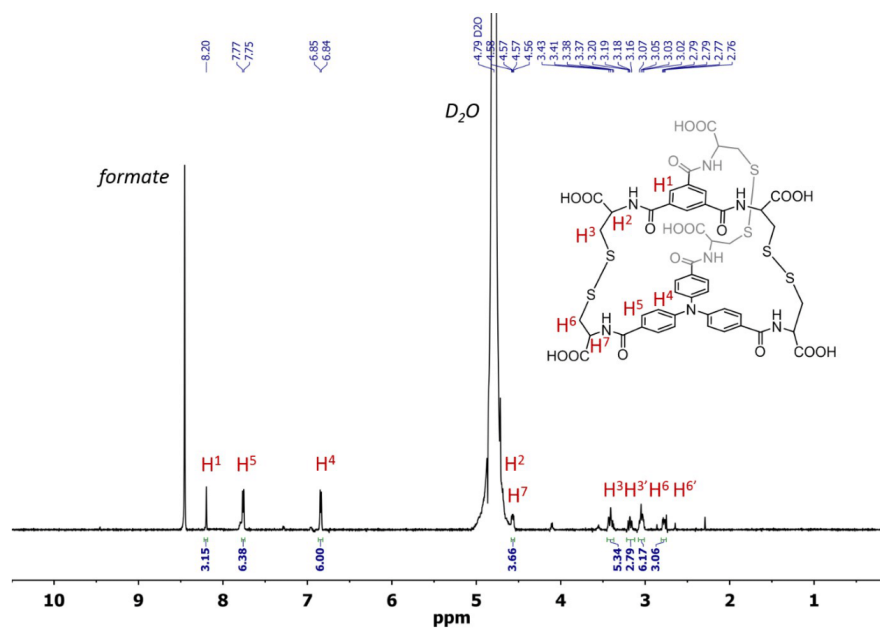 8.20
7.77
7.75
6.85
6.84
4.79 D2O
4.58
4.57
4.57
4.56
3.43
3.41
3.38
3.37
3.20
3.19
3.18
3.16
3.07
3.05
3.03
3.02
2.79
2.79
2.77
2.76
D₂O
formate
HOOC
O
NH
S
H¹
HOOC
H²
H N
O
O
H N
COOH
H³
S
HOOC
S
S
NH
S
O
S
S
H⁴
H⁵
N
H⁶
H N
H N
HOOC
H⁷
O
O
COOH
H¹
H⁵
H⁴
H²
H⁷
H³ H³' H⁶ H⁶'
3.15
6.38
6.00
3.66
5.34
2.79
6.17
3.06
10 9 8 7 6 5 4 3 2 1
ppm